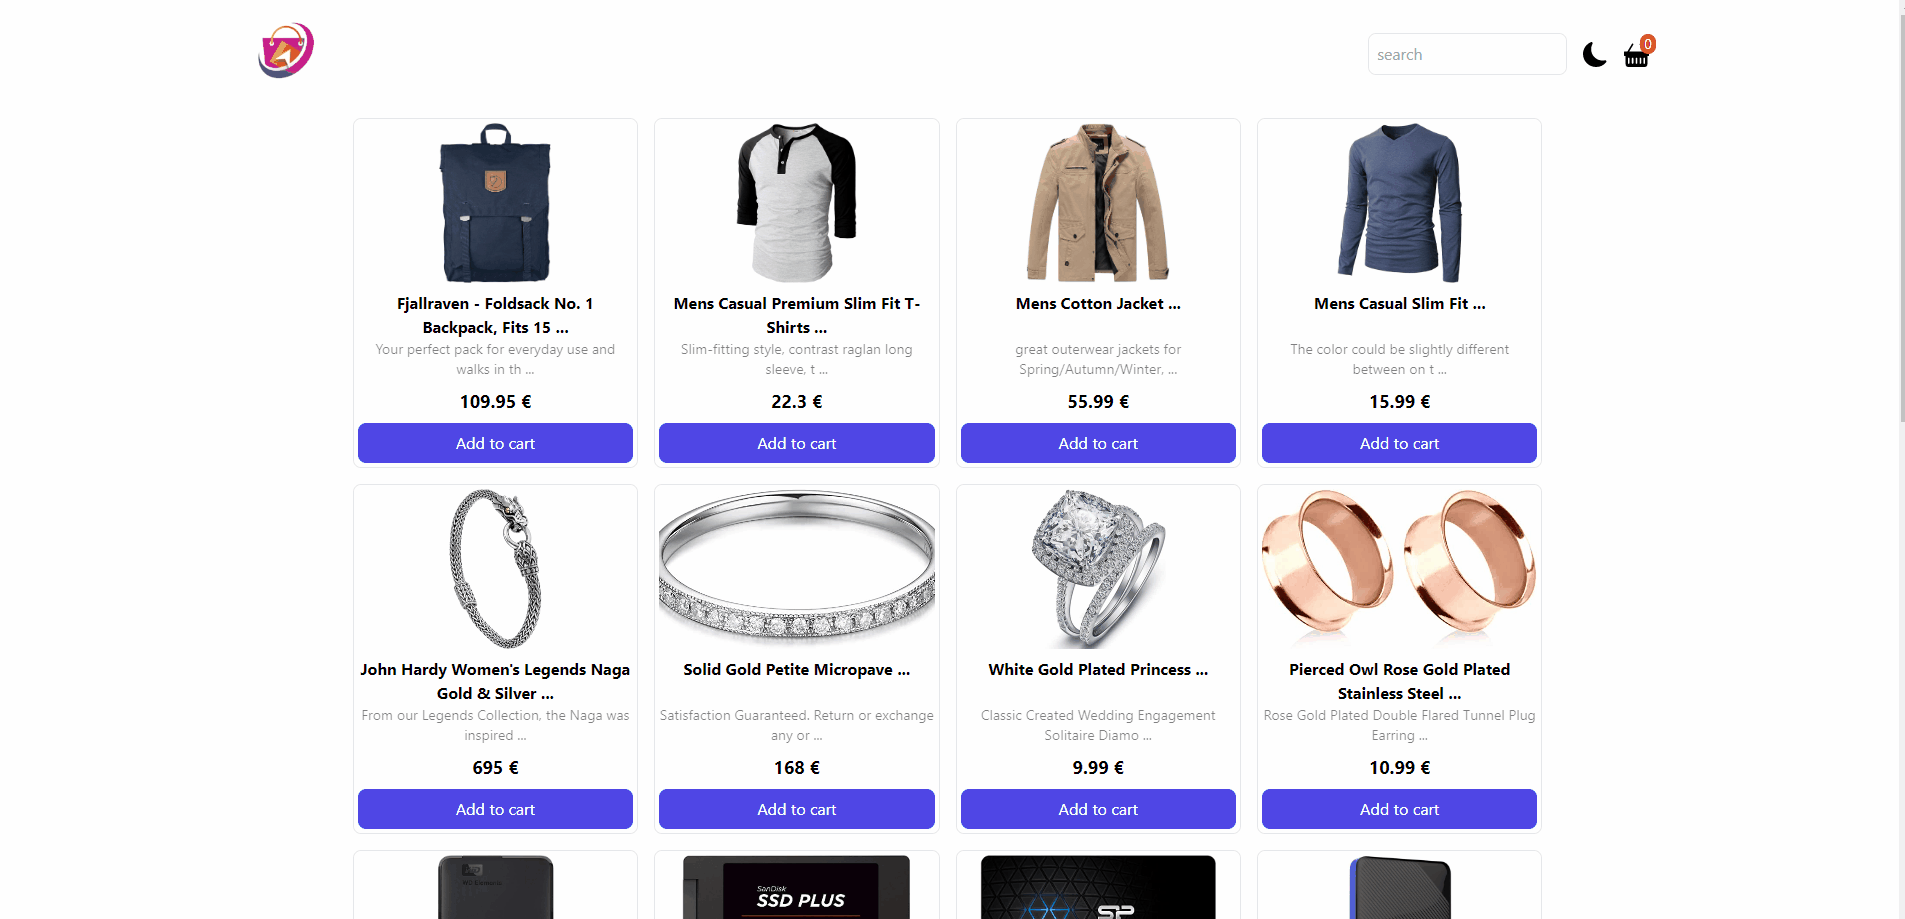 search
0
Fjallraven - Foldsack No. 1
Backpack, Fits 15 ...
Your perfect pack for everyday use and
walks in th ...
109.95 €
Add to cart
Mens Casual Premium Slim Fit T-
Shirts ...
Slim-fitting style, contrast raglan long
sleeve, t ...
22.3 €
Add to cart
Mens Cotton Jacket ...
great outerwear jackets for
Spring/Autumn/Winter, ...
55.99 €
Add to cart
Mens Casual Slim Fit ...
The color could be slightly different
between on t ...
15.99 €
Add to cart
John Hardy Women's Legends Naga
Gold & Silver ...
From our Legends Collection, the Naga was
inspired ...
695 €
Add to cart
Solid Gold Petite Micropave ...
Satisfaction Guaranteed. Return or exchange
any or ...
168 €
Add to cart
White Gold Plated Princess ...
Classic Created Wedding Engagement
Solitaire Diamo ...
9.99 €
Add to cart
Pierced Owl Rose Gold Plated
Stainless Steel ...
Rose Gold Plated Double Flared Tunnel Plug
Earring ...
10.99 €
Add to cart
WD Elements
SanDisk
SSD PLUS
SP